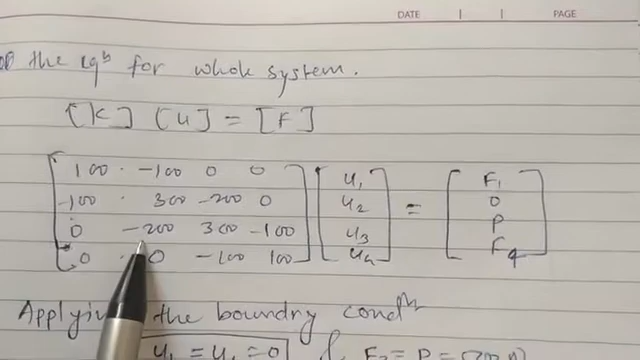 DATE PAGE
the eqn for whole system.
[K] [u] = [F]
100 -100 0 0 u1 F1
-100 300 -200 0 u2 = 0
0 -200 300 -100 u3 P
0 0 -100 100 u4 F4
Applying the boundry condn
u1 = u4 = 0 & F3 = P =